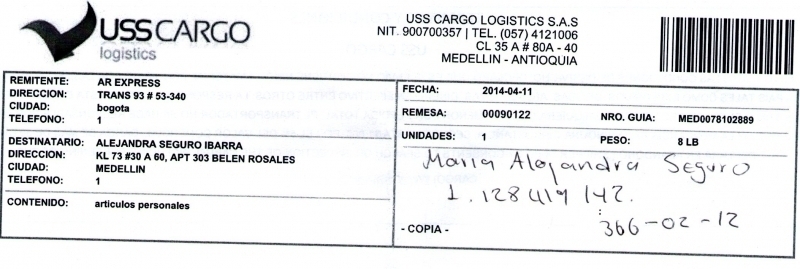 USSCARGO
logistics
USS CARGO LOGISTICS S.A.S
NIT. 900700357 | TEL. (057) 4121006
CL 35 A # 80A - 40
MEDELLIN - ANTIOQUIA
REMITENTE: AR EXPRESS
DIRECCION: TRANS 93 # 53-340
CIUDAD: bogota
TELEFONO: 1
DESTINATARIO: ALEJANDRA SEGURO IBARRA
DIRECCION: KL 73 #30 A 60, APT 303 BELEN ROSALES
CIUDAD: MEDELLIN
TELEFONO: 1
CONTENIDO: articulos personales
FECHA: 2014-04-11
REMESA: 00090122 NRO. GUIA: MED0078102889
UNIDADES: 1 PESO: 8 LB
Maria Alejandra Seguro
1.128419142.
366-02-12
- COPIA -